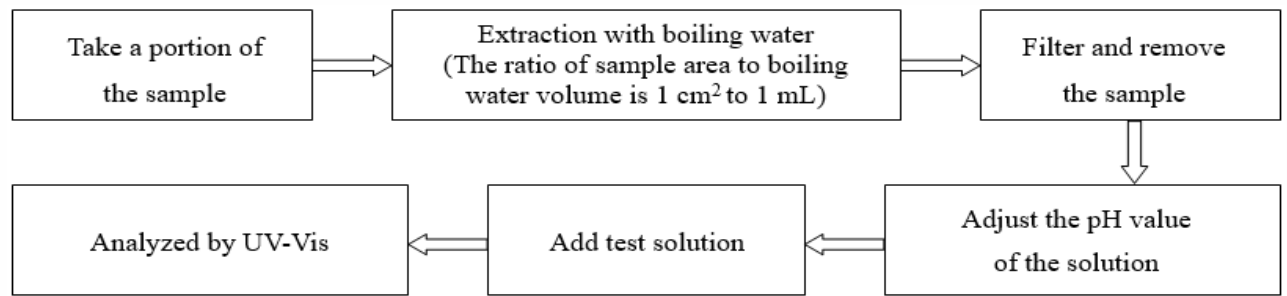 Take a portion of
the sample
Extraction with boiling water
(The ratio of sample area to boiling
water volume is 1 cm² to 1 mL)
Filter and remove
the sample
Adjust the pH value
of the solution
Add test solution
Analyzed by UV-Vis